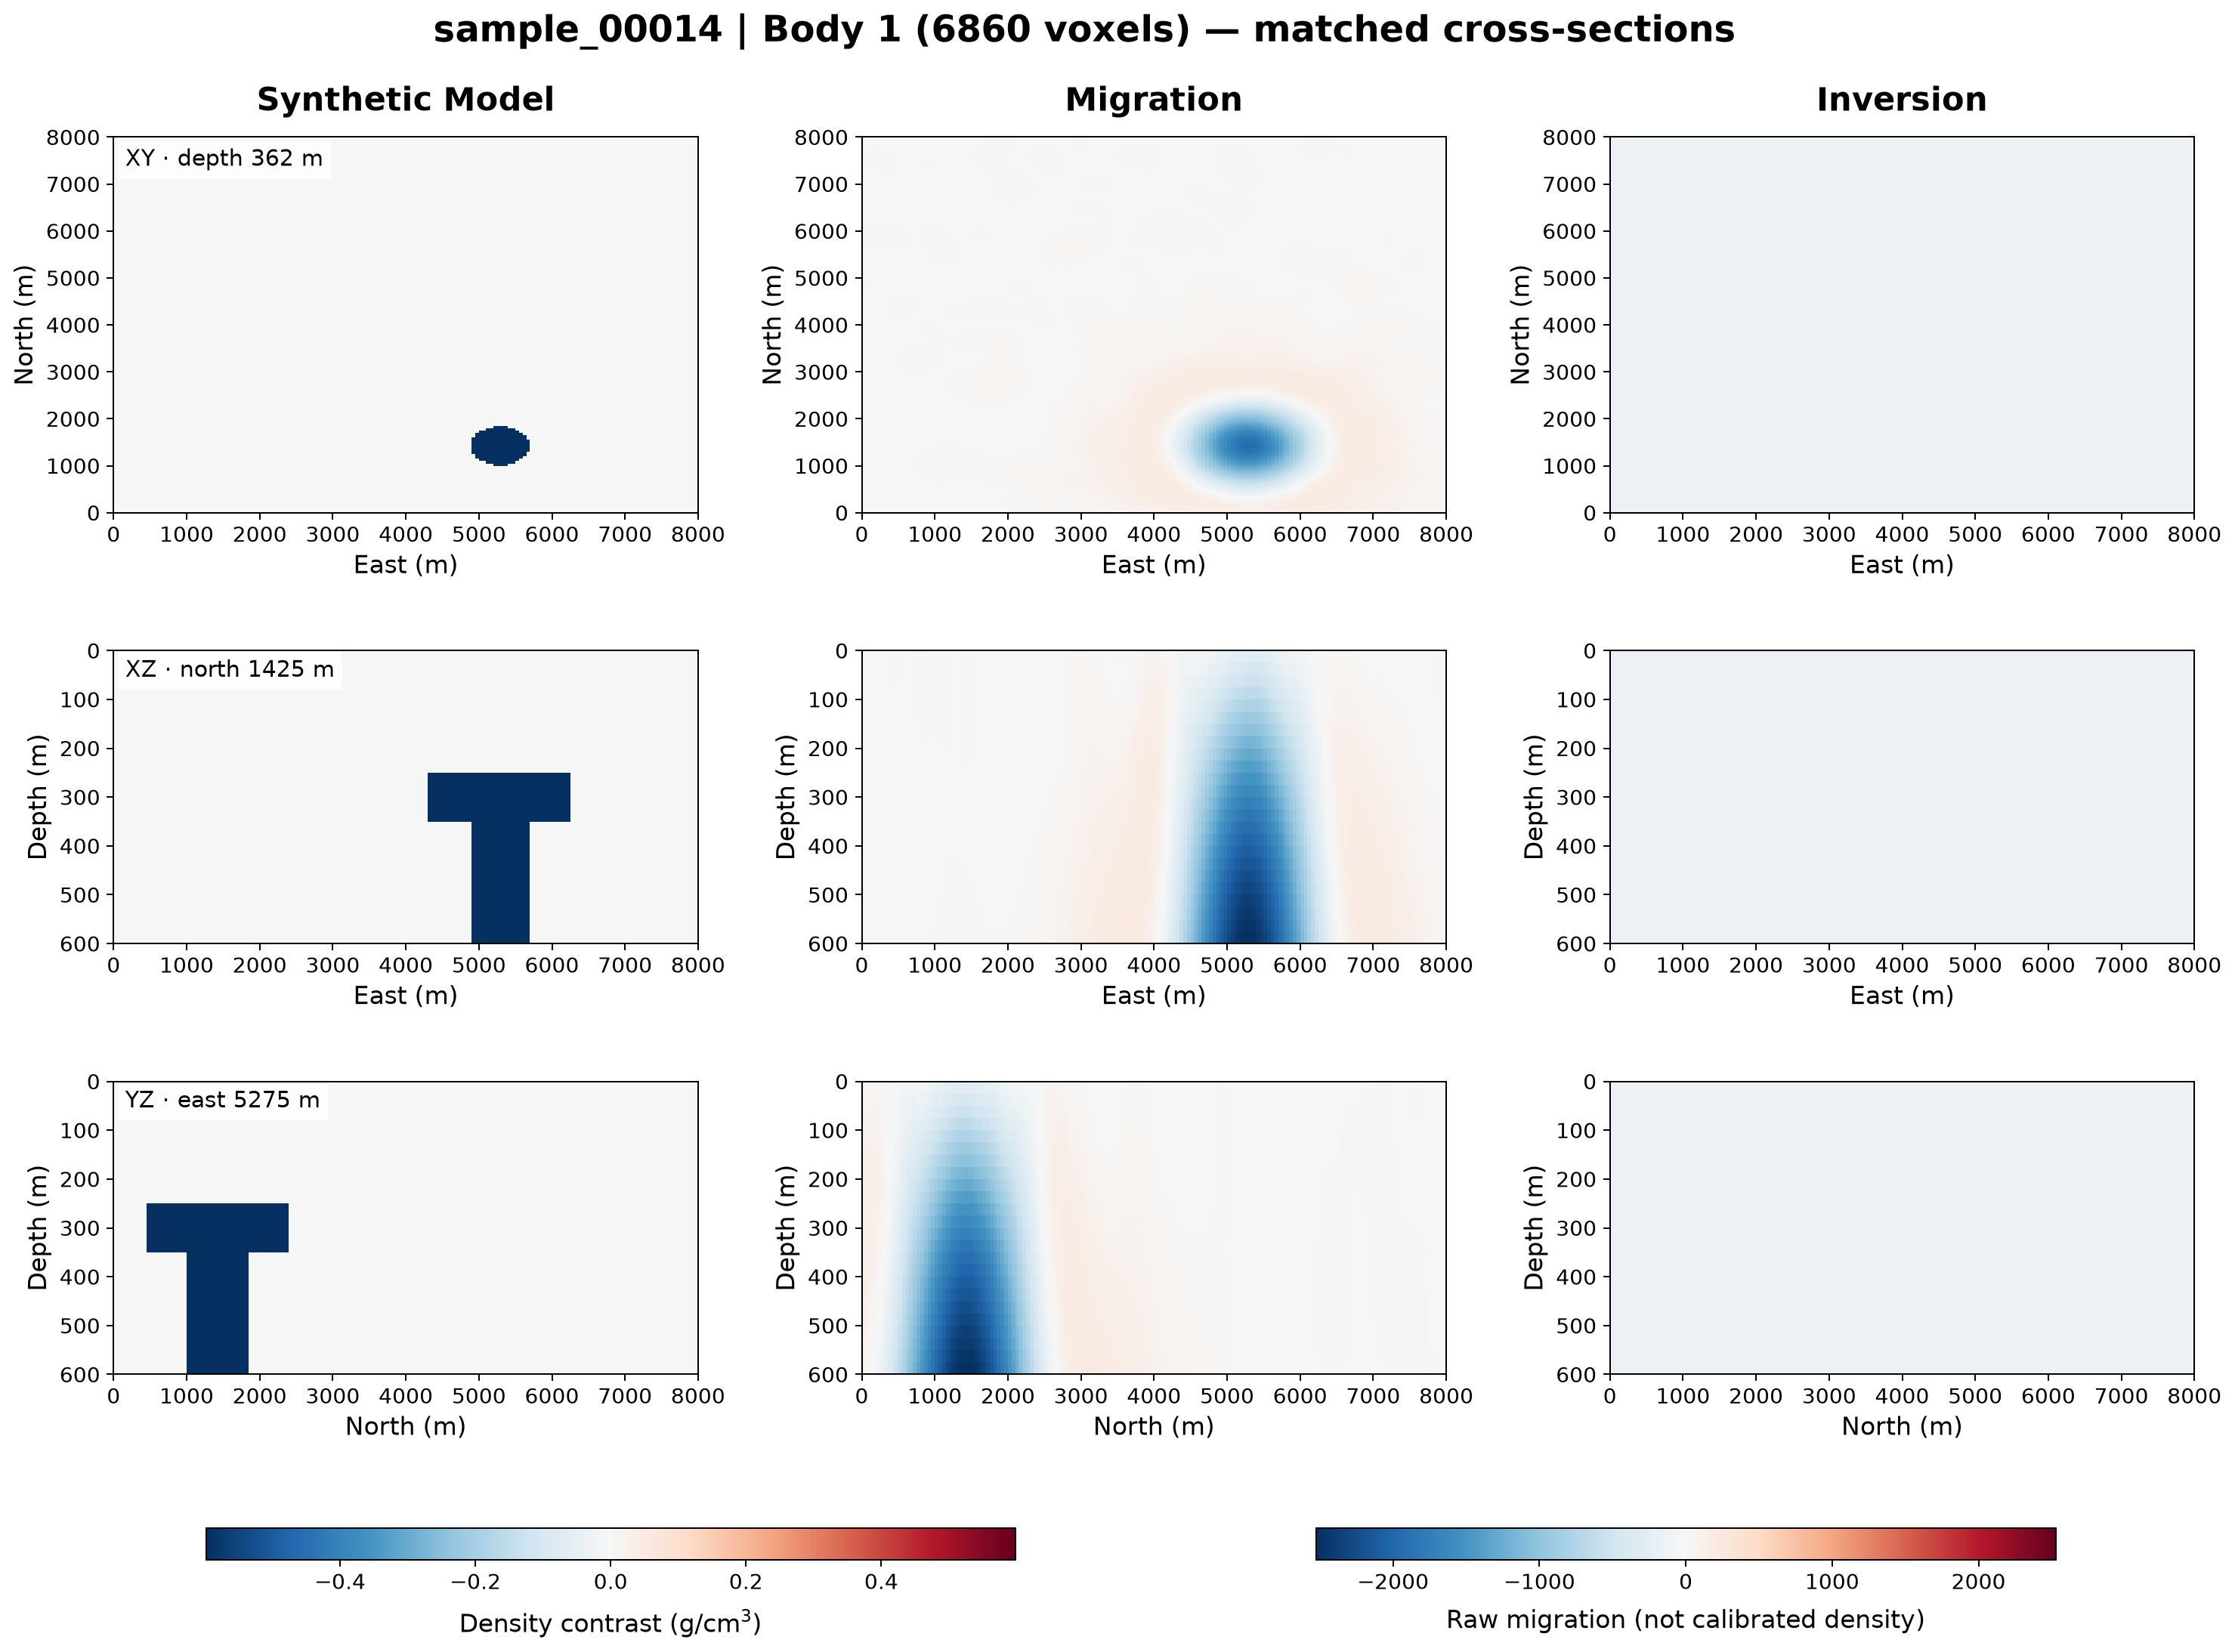 sample_00014 | Body 1 (6860 voxels) — matched cross-sections
Synthetic Model
Migration
Inversion
8000
7000
6000
5000
4000
3000
2000
1000
0
North (m)
XY · depth 362 m
0 1000 2000 3000 4000 5000 6000 7000 8000
East (m)
8000
7000
6000
5000
4000
3000
2000
1000
0
North (m)
0 1000 2000 3000 4000 5000 6000 7000 8000
East (m)
8000
7000
6000
5000
4000
3000
2000
1000
0
North (m)
0 1000 2000 3000 4000 5000 6000 7000 8000
East (m)
0
100
200
300
400
500
600
Depth (m)
XZ · north 1425 m
0 1000 2000 3000 4000 5000 6000 7000 8000
East (m)
0
100
200
300
400
500
600
Depth (m)
0 1000 2000 3000 4000 5000 6000 7000 8000
East (m)
0
100
200
300
400
500
600
Depth (m)
0 1000 2000 3000 4000 5000 6000 7000 8000
East (m)
0
100
200
300
400
500
600
Depth (m)
YZ · east 5275 m
0 1000 2000 3000 4000 5000 6000 7000 8000
North (m)
0
100
200
300
400
500
600
Depth (m)
0 1000 2000 3000 4000 5000 6000 7000 8000
North (m)
0
100
200
300
400
500
600
Depth (m)
0 1000 2000 3000 4000 5000 6000 7000 8000
North (m)
−0.4 −0.2 0.0 0.2 0.4
Density contrast (g/cm³)
−2000 −1000 0 1000 2000
Raw migration (not calibrated density)